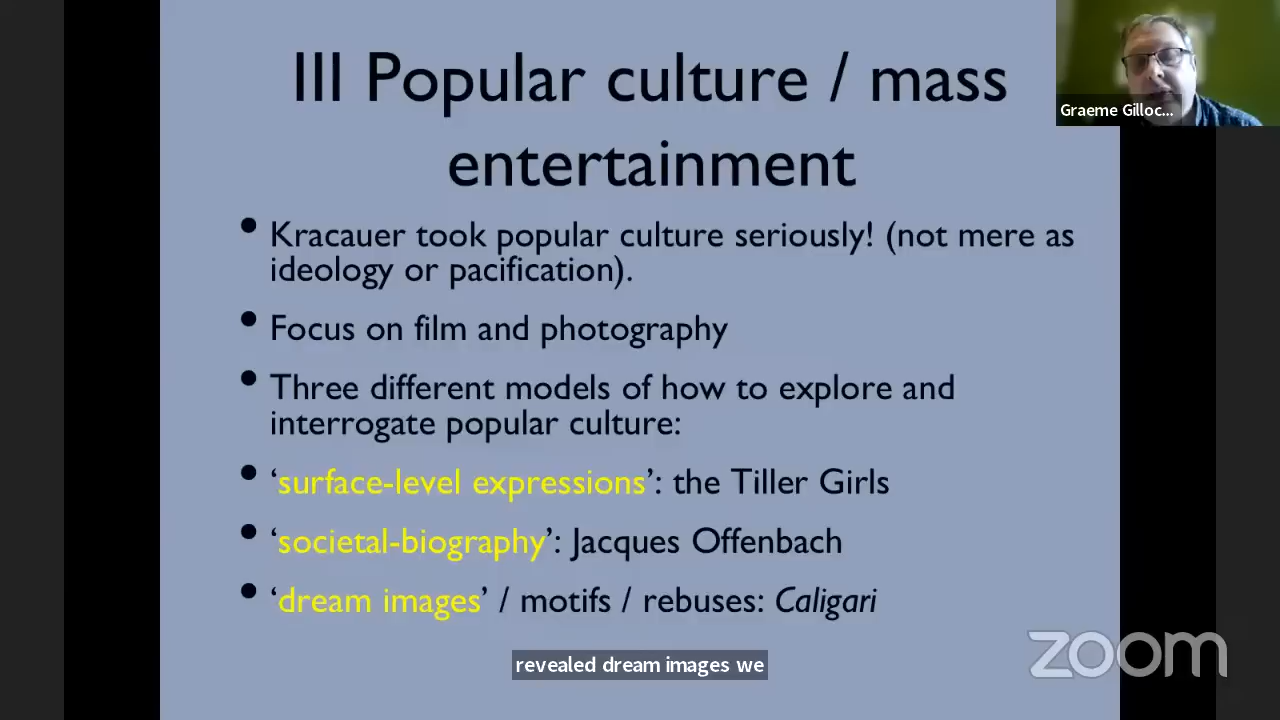 III Popular culture / mass
entertainment
• Kracauer took popular culture seriously! (not mere as
ideology or pacification).
• Focus on film and photography
• Three different models of how to explore and
interrogate popular culture:
• ‘surface-level expressions’: the Tiller Girls
• ‘societal-biography’: Jacques Offenbach
• ‘dream images’ / motifs / rebuses: Caligari
Graeme Gilloc...
revealed dream images we
zoom